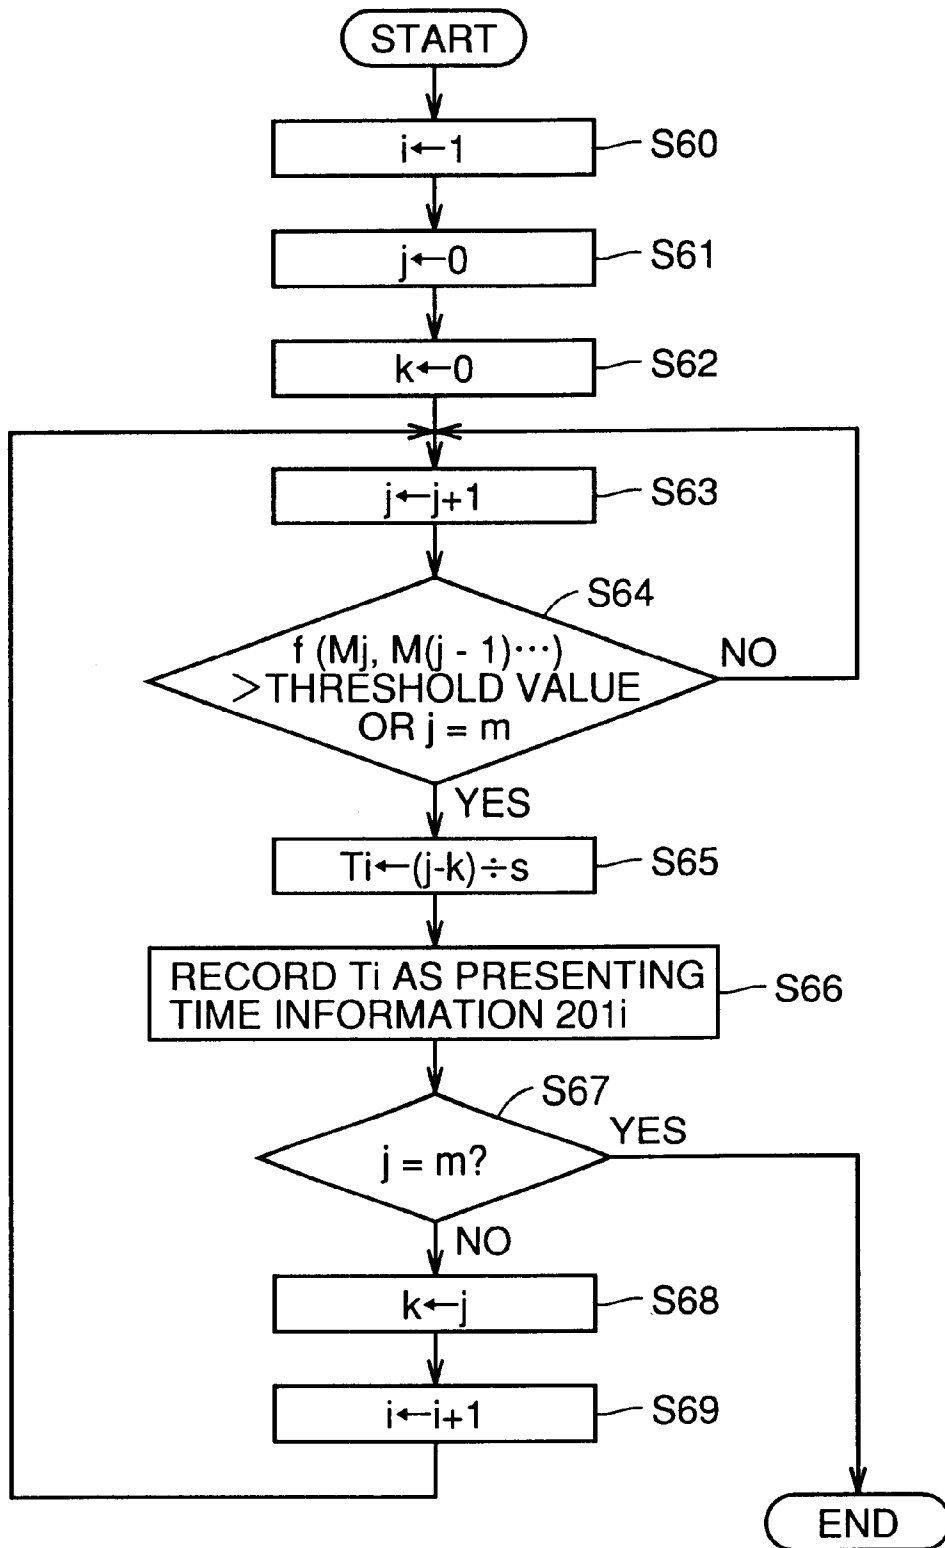 START
i←1
S60
j←0
S61
k←0
S62
j←j+1
S63
S64
f (Mj, M(j - 1)···)
>THRESHOLD VALUE
OR j = m
NO
YES
Ti←(j-k)÷s
S65
RECORD Ti AS PRESENTING
TIME INFORMATION 201i
S66
S67
YES
j = m?
NO
k←j
S68
i←i+1
S69
END